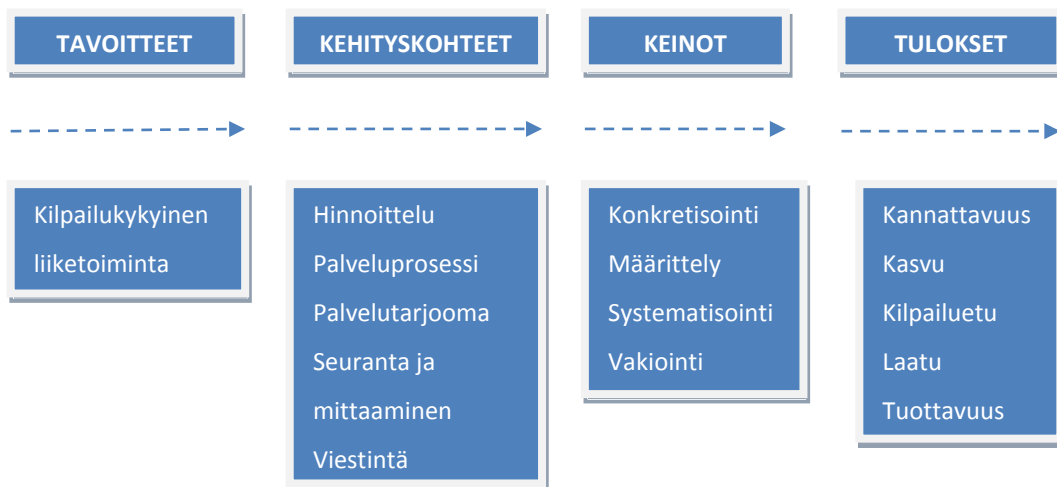 TAVOITTEET
KEHITYSKOHTEET
KEINOT
TULOKSET
Kilpailukykyinen
liiketoiminta
Hinnoittelu
Palveluprosessi
Palvelutarjooma
Seuranta ja
mittaaminen
Viestintä
Konkretisointi
Määrittely
Systematisointi
Vakiointi
Kannattavuus
Kasvu
Kilpailuetu
Laatu
Tuottavuus